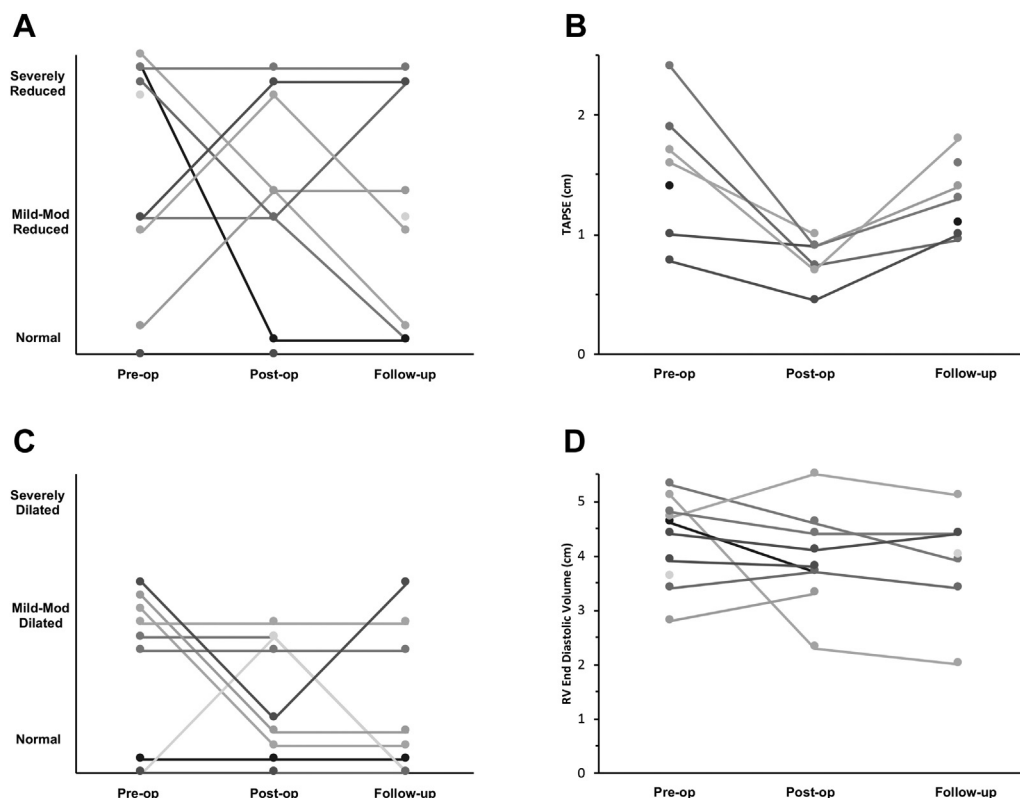 A
Severely
Reduced
Mild-Mod
Reduced
Normal
Pre-op
Post-op
Follow-up
B
TAPSE (cm)
2
1
0
Pre-op
Post-op
Follow-up
C
Severely
Dilated
Mild-Mod
Dilated
Normal
Pre-op
Post-op
Follow-up
D
RV End Diastolic Volume (cm)
5
4
3
2
1
0
Pre-op
Post-op
Follow-up